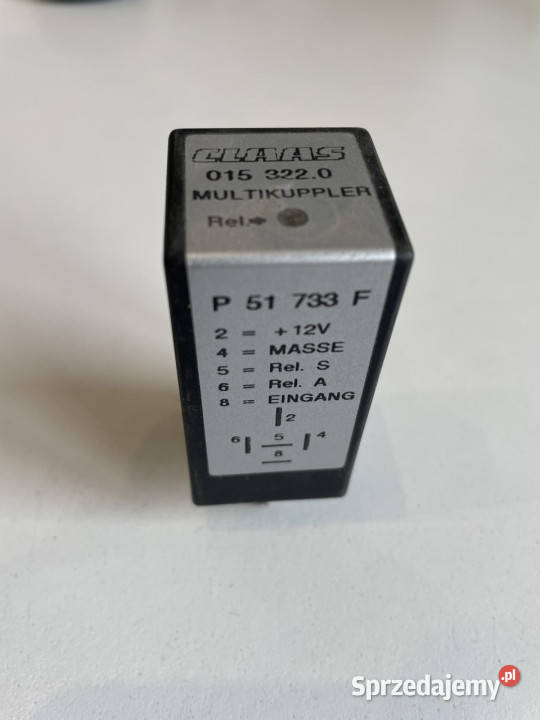 CLAAS
015 322.0
MULTIKUPPLER
Rel.
P 51 733 F
2 = +12V
4 = MASSE
5 = Rel. S
6 = Rel. A
8 = EINGANG
2
6 5 4
8
Sprzedajemy.pl